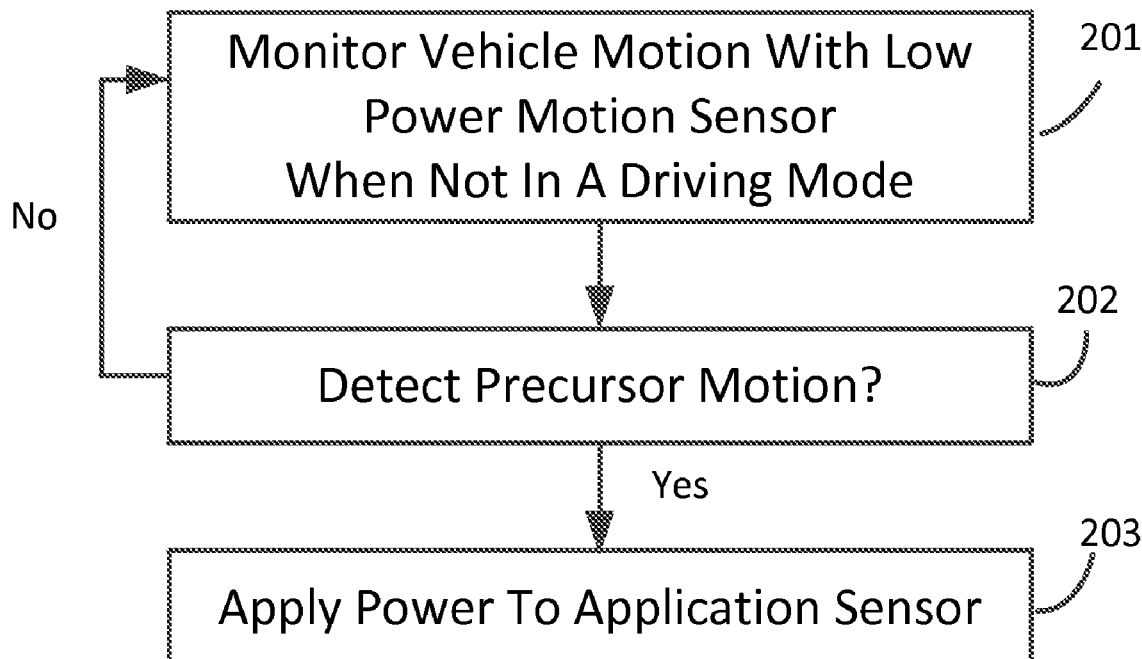 Monitor Vehicle Motion With Low
Power Motion Sensor
When Not In A Driving Mode
201
No
202
Detect Precursor Motion?
Yes
203
Apply Power To Application Sensor